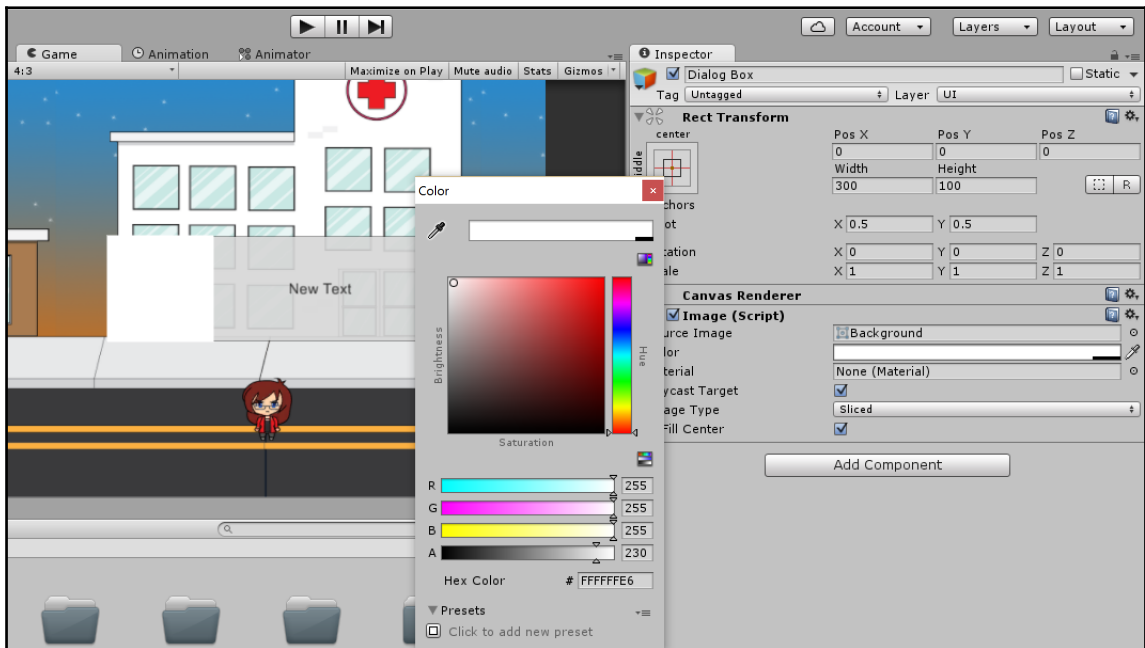 Account
Layers
Layout
Game
Animation
Animator
4:3
Maximize on Play
Mute audio
Stats
Gizmos
New Text
Inspector
Dialog Box
Static
Tag
Untagged
Layer
UI
Rect Transform
center
Pos X
Pos Y
Pos Z
0
0
0
Width
Height
300
100
R
chors
ot
X 0.5
Y 0.5
tation
X 0
Y 0
Z 0
ale
X 1
Y 1
Z 1
Canvas Renderer
Image (Script)
urce Image
Background
lor
terial
None (Material)
ycast Target
age Type
Sliced
Fill Center
Add Component
Color
Brightness
Hue
Saturation
R 255
G 255
B 255
A 230
Hex Color # FFFFFFE6
Presets
Click to add new preset